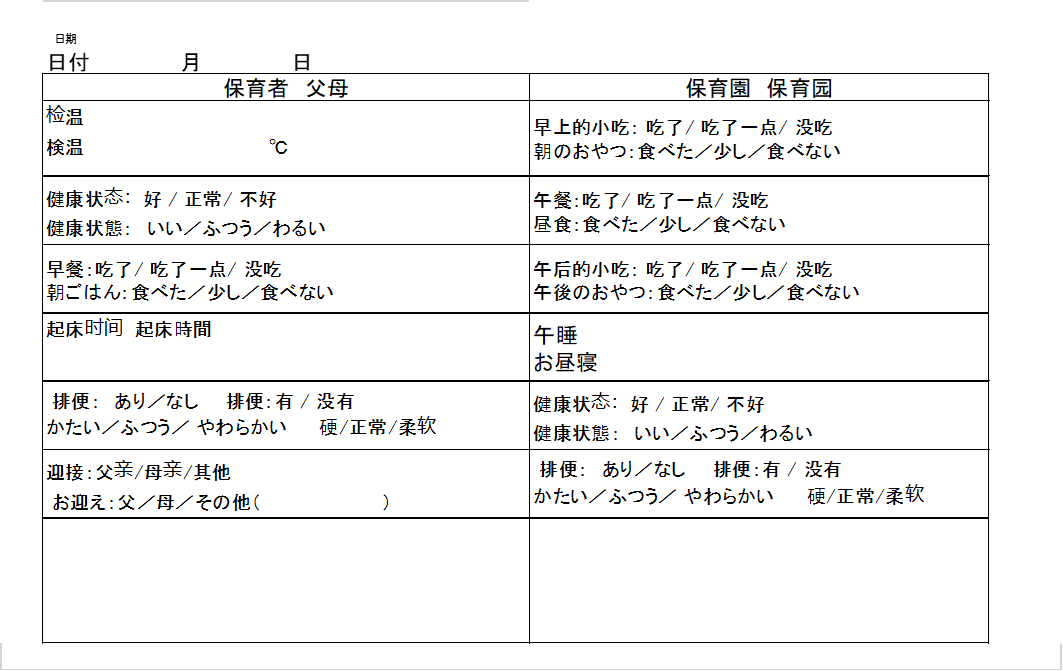 日期
日付 月 日
保育者 父母
検温
検温 ℃
健康状态: 好 / 正常/ 不好
健康状態: いい／ふつう／わるい
早餐:吃了/ 吃了一点/ 没吃
朝ごはん:食べた／少し／食べない
起床时间 起床時間
排便: あり／なし 排便:有 / 没有
かたい／ふつう／ やわらかい 硬/正常/柔软
迎接:父亲/母亲/其他
お迎え:父／母／その他( )
保育園 保育园
早上的小吃: 吃了/ 吃了一点/ 没吃
朝のおやつ:食べた／少し／食べない
午餐:吃了/ 吃了一点/ 没吃
昼食:食べた／少し／食べない
午后的小吃: 吃了/ 吃了一点/ 没吃
午後のおやつ:食べた／少し／食べない
午睡
お昼寝
健康状态: 好 / 正常/ 不好
健康状態: いい／ふつう／わるい
排便: あり／なし 排便:有 / 没有
かたい／ふつう／ やわらかい 硬/正常/柔软